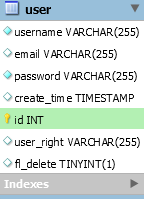 user
username VARCHAR(255)
email VARCHAR(255)
password VARCHAR(255)
create_time TIMESTAMP
id INT
user_right VARCHAR(255)
fl_delete TINYINT(1)
Indexes